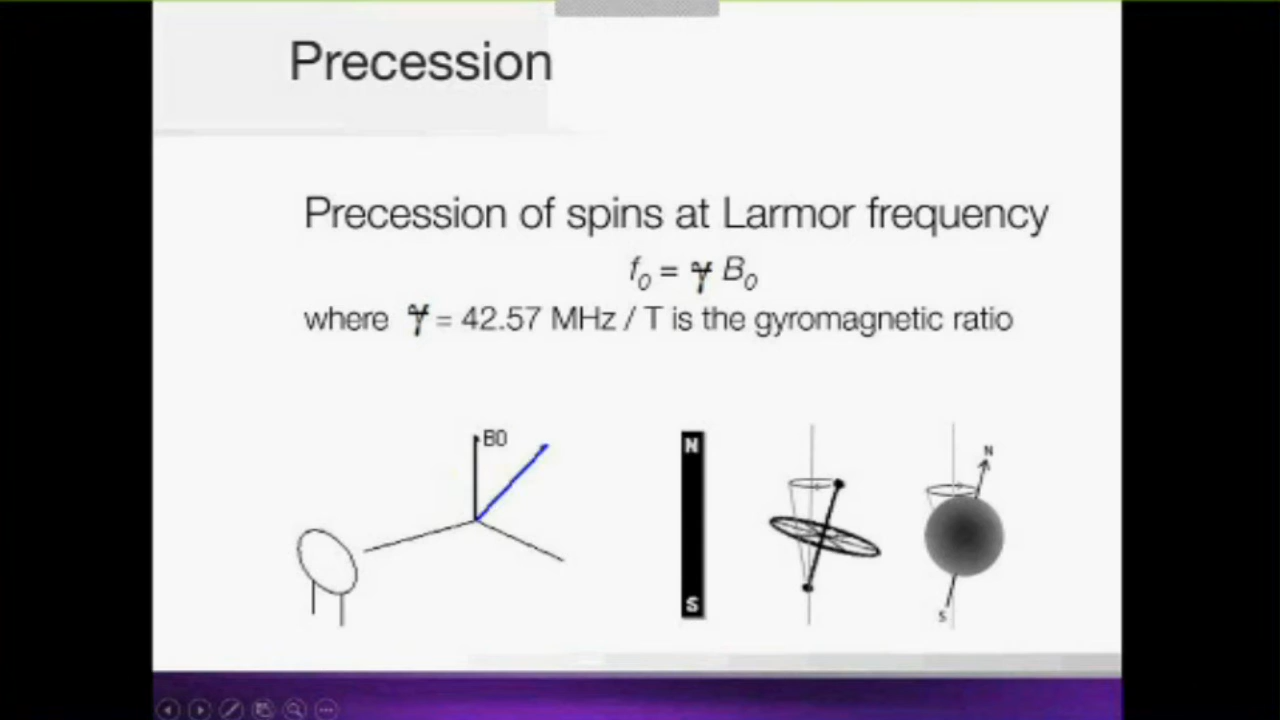 Precession
Precession of spins at Larmor frequency
f₀ = γ B₀
where γ = 42.57 MHz / T is the gyromagnetic ratio
B0
N
S
N
S